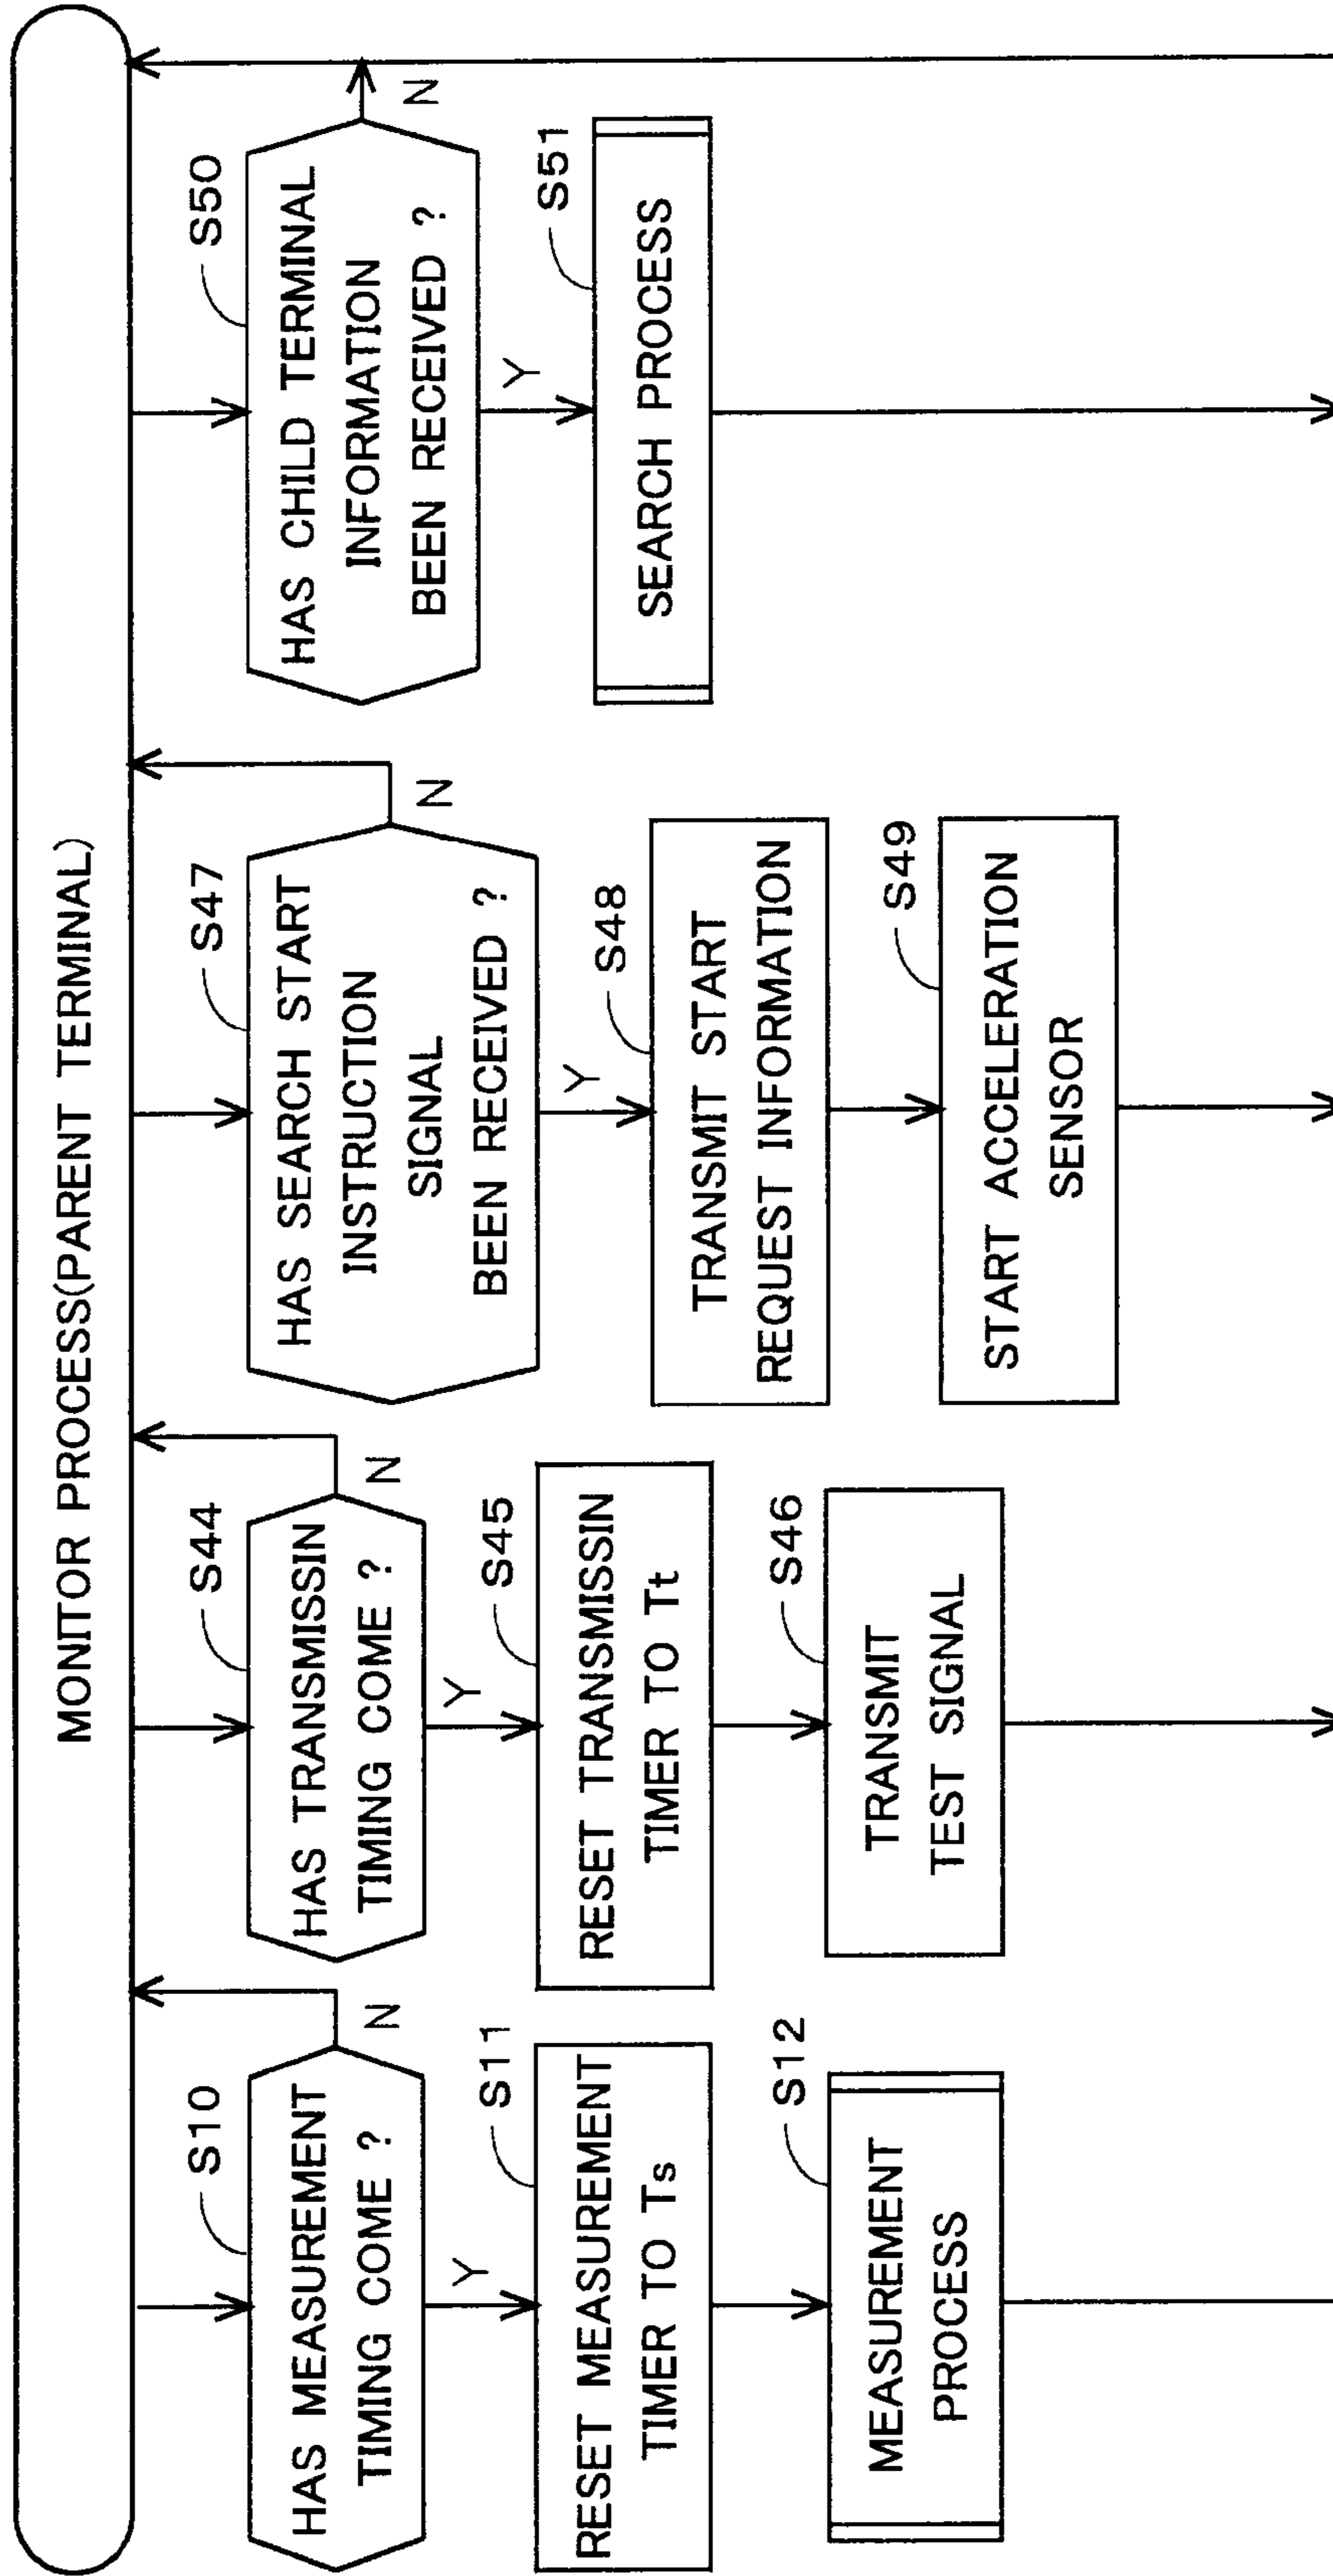 MONITOR PROCESS(PARENT TERMINAL)
S10
HAS MEASUREMENT
TIMING COME ?
N
Y
S11
RESET MEASUREMENT
TIMER TO Ts
S12
MEASUREMENT
PROCESS
S44
HAS TRANSMISSIN
TIMING COME ?
N
Y
S45
RESET TRANSMISSIN
TIMER TO Tt
S46
TRANSMIT
TEST SIGNAL
S47
HAS SEARCH START
INSTRUCTION
SIGNAL
BEEN RECEIVED ?
N
Y
S48
TRANSMIT START
REQUEST INFORMATION
S49
START ACCELERATION
SENSOR
S50
HAS CHILD TERMINAL
INFORMATION
BEEN RECEIVED ?
N
Y
S51
SEARCH PROCESS